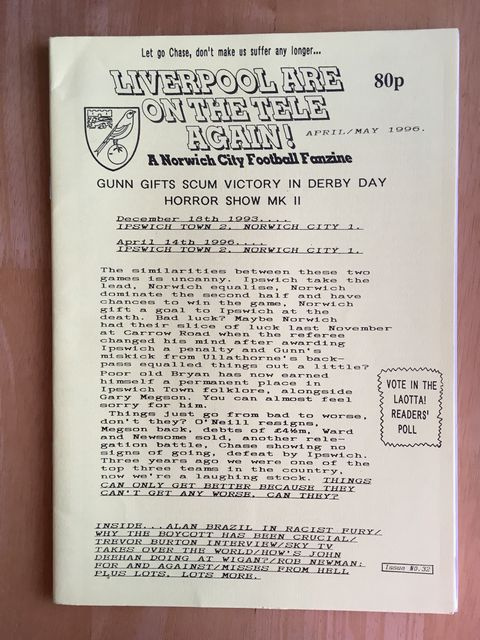 Let go Chase, don't make us suffer any longer...
LIVERPOOL ARE
ON THE TELE
AGAIN!
80p
APRIL/MAY 1996.
A Norwich City Football Fanzine
GUNN GIFTS SCUM VICTORY IN DERBY DAY
HORROR SHOW MK II
December 18th 1993....
IPSWICH TOWN 2, NORWICH CITY 1.
April 14th 1996....
IPSWICH TOWN 2, NORWICH CITY 1.
The similarities between these two
games is uncanny. Ipswich take the
lead, Norwich equalise, Norwich
dominate the second half and have
chances to win the game, Norwich
gift a goal to Ipswich at the
death. Bad luck? Maybe Norwich
had their slice of luck last November
at Carrow Road when the referee
changed his mind after awarding
Ipswich a penalty and Gunn's
miskick from Ullathorne's back-
pass equalled things out a little?
Poor old Bryan has now earned
himself a permanent place in
Ipswich Town folklore, alongside
Gary Megson. You can almost feel
sorry for him.
Things just go from bad to worse,
don't they? O'Neill resigns,
Megson back, debts of £4½m, Ward
and Newsome sold, another rele-
gation battle, Chase showing no
signs of going, defeat by Ipswich.
Three years ago we were one of the
top three teams in the country,
now we're a laughing stock. THINGS
CAN ONLY GET BETTER BECAUSE THEY
CAN'T GET ANY WORSE. CAN THEY?
VOTE IN THE
LAOTTA!
READERS'
POLL
INSIDE...ALAN BRAZIL IN RACIST FURY/
WHY THE BOYCOTT HAS BEEN CRUCIAL/
TREVOR BURTON INTERVIEW/SKY TV
TAKES OVER THE WORLD/HOW'S JOHN
DEEHAN DOING AT WIGAN?/ROB NEWMAN:
FOR AND AGAINST/MISSES FROM HELL
PLUS LOTS, LOTS MORE.
Issue NO.32